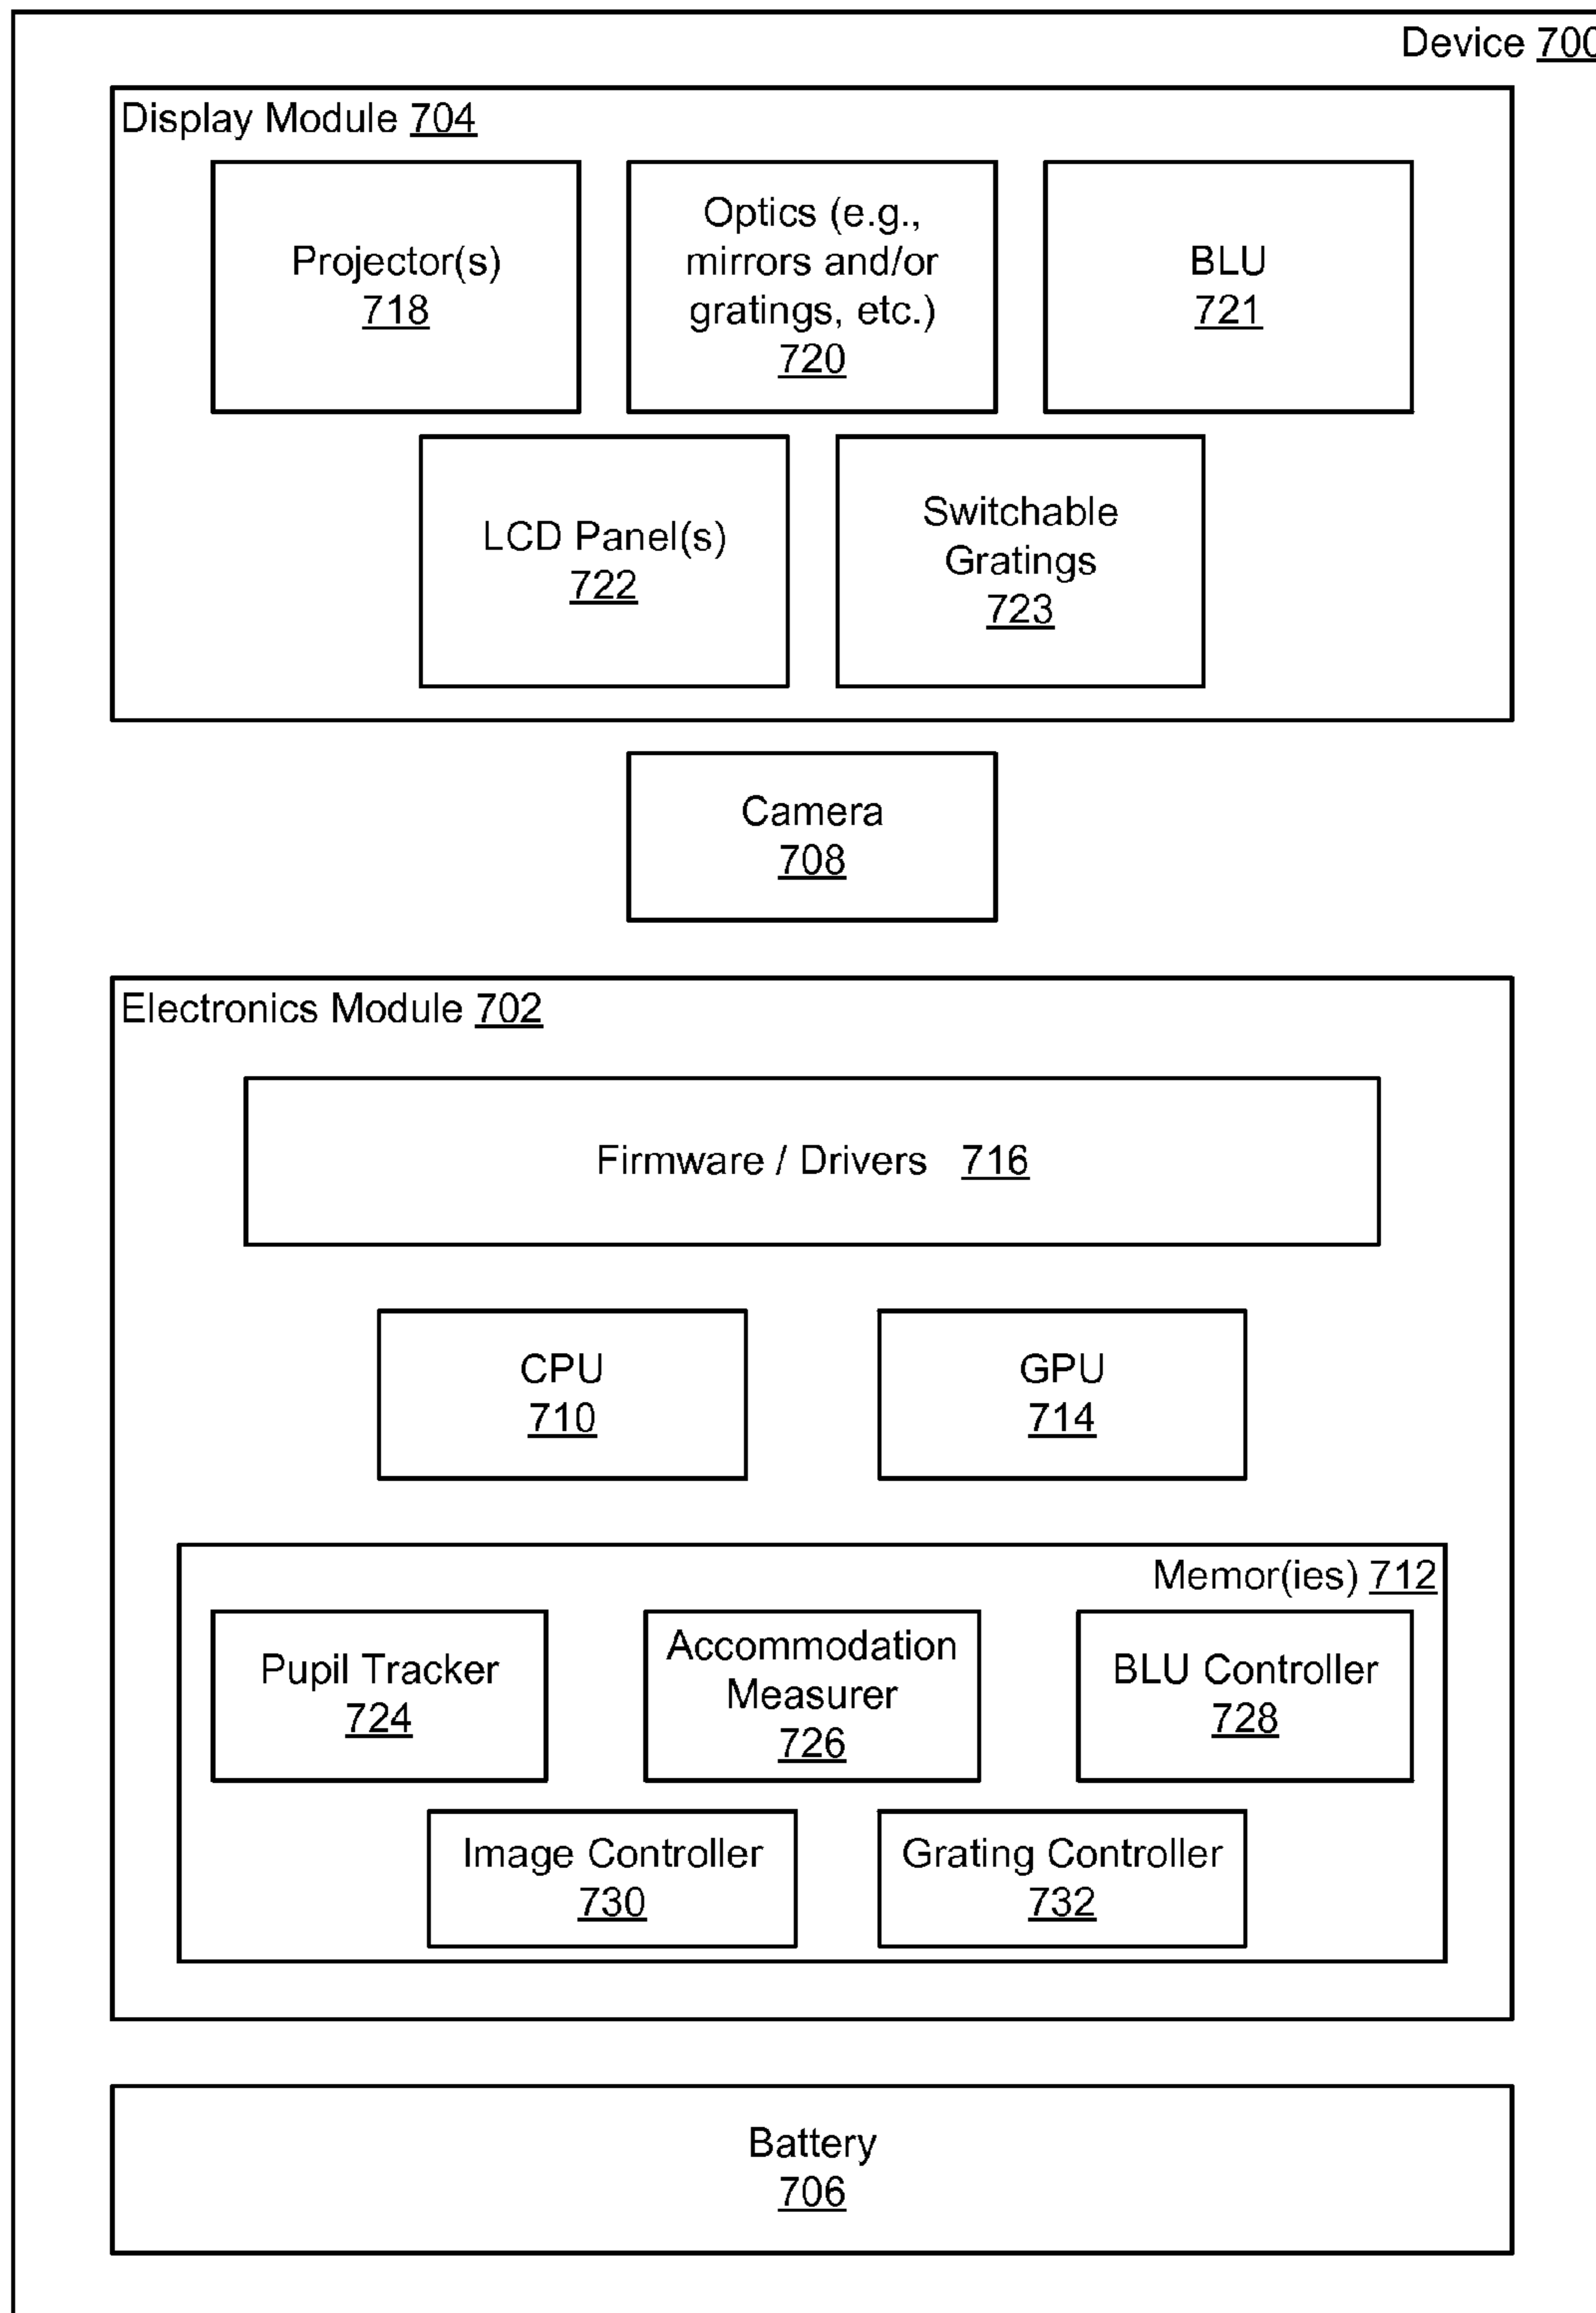 Device 700
Display Module 704
Projector(s)
718
Optics (e.g.,
mirrors and/or
gratings, etc.)
720
BLU
721
LCD Panel(s)
722
Switchable
Gratings
723
Camera
708
Electronics Module 702
Firmware / Drivers 716
CPU
710
GPU
714
Memor(ies) 712
Pupil Tracker
724
Accommodation
Measurer
726
BLU Controller
728
Image Controller
730
Grating Controller
732
Battery
706